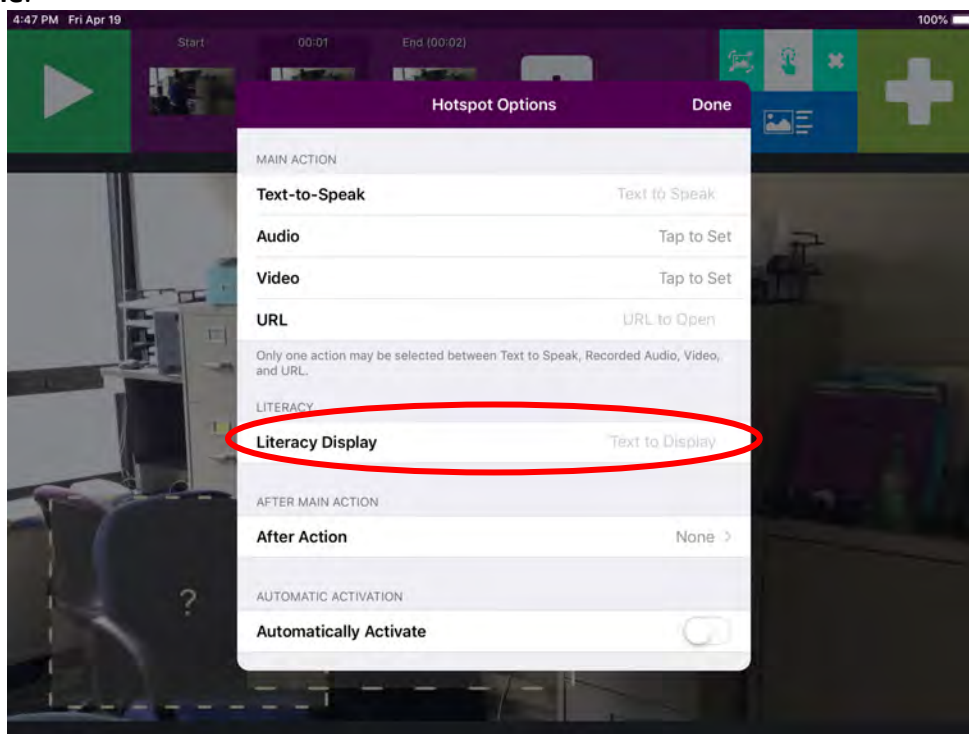 4:47 PM Fri Apr 19 100%
Start 00:01 End (00:02)
Hotspot Options Done
MAIN ACTION
Text-to-Speak Text to Speak
Audio Tap to Set
Video Tap to Set
URL URL to Open
Only one action may be selected between Text to Speak, Recorded Audio, Video,
and URL.
LITERACY
Literacy Display Text to Display
AFTER MAIN ACTION
After Action None >
AUTOMATIC ACTIVATION
Automatically Activate
?